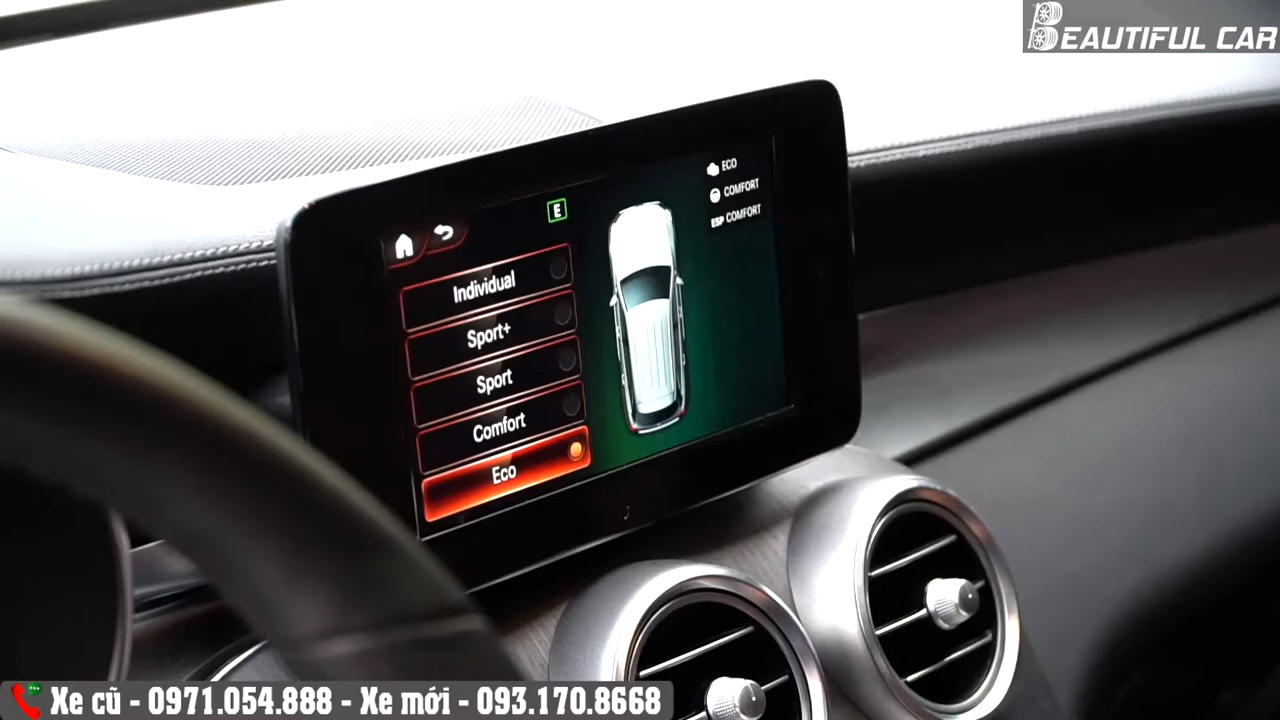 BEAUTIFUL CAR
E
ECO
COMFORT
ESP COMFORT
Individual
Sport+
Sport
Comfort
Eco
Xe cũ - 0971.054.888 - Xe mới - 093.170.8668